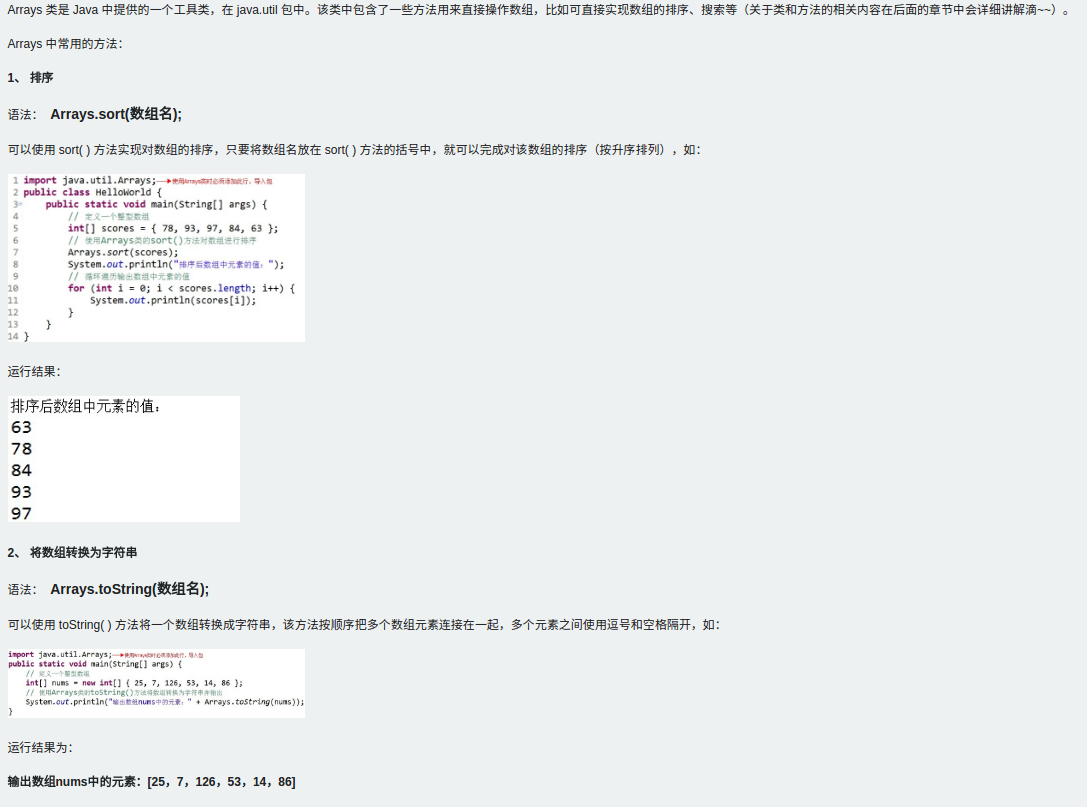 Arrays 类是 Java 中提供的一个工具类，在 java.util 包中。该类中包含了一些方法用来直接操作数组，比如可直接实现数组的排序、搜索等（关于类和方法的相关内容在后面的章节中会详细讲解滴~~）。
Arrays 中常用的方法：
1、 排序
语法： Arrays.sort(数组名);
可以使用 sort( ) 方法实现对数组的排序，只要将数组名放在 sort( ) 方法的括号中，就可以完成对该数组的排序（按升序排列），如：
1 import java.util.Arrays;——►使用Arrays类时必须添加此行，导入包
2 public class HelloWorld {
3 public static void main(String[] args) {
4 // 定义一个整型数组
5 int[] scores = { 78, 93, 97, 84, 63 };
6 // 使用Arrays类的sort()方法对数组进行排序
7 Arrays.sort(scores);
8 System.out.println("排序后数组中元素的值：");
9 // 循环遍历输出数组中元素的值
10 for (int i = 0; i < scores.length; i++) {
11 System.out.println(scores[i]);
12 }
13 }
14 }
运行结果：
排序后数组中元素的值：
63
78
84
93
97
2、 将数组转换为字符串
语法： Arrays.toString(数组名);
可以使用 toString( ) 方法将一个数组转换成字符串，该方法按顺序把多个数组元素连接在一起，多个元素之间使用逗号和空格隔开，如：
import java.util.Arrays;——►使用Arrays类时必须添加此行，导入包
public static void main(String[] args) {
// 定义一个整型数组
int[] nums = new int[] { 25, 7, 126, 53, 14, 86 };
// 使用Arrays类的toString()方法将数组转换为字符串并输出
System.out.println("输出数组nums中的元素：" + Arrays.toString(nums));
}
运行结果为：
输出数组nums中的元素：[25，7，126，53，14，86]